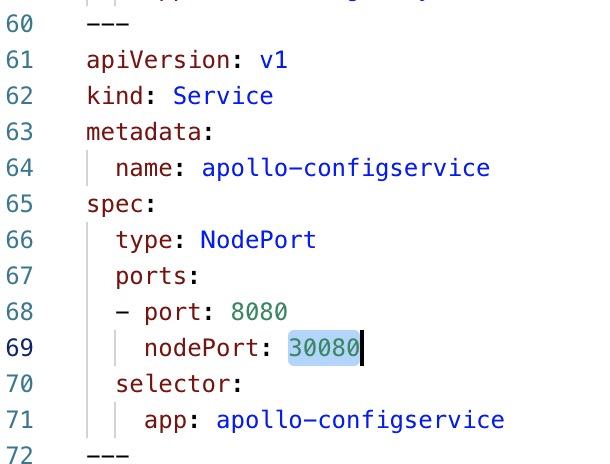 60 ---
61 apiVersion: v1
62 kind: Service
63 metadata:
64   name: apollo-configservice
65 spec:
66   type: NodePort
67   ports:
68   - port: 8080
69     nodePort: 30080
70   selector:
71     app: apollo-configservice
72 ---